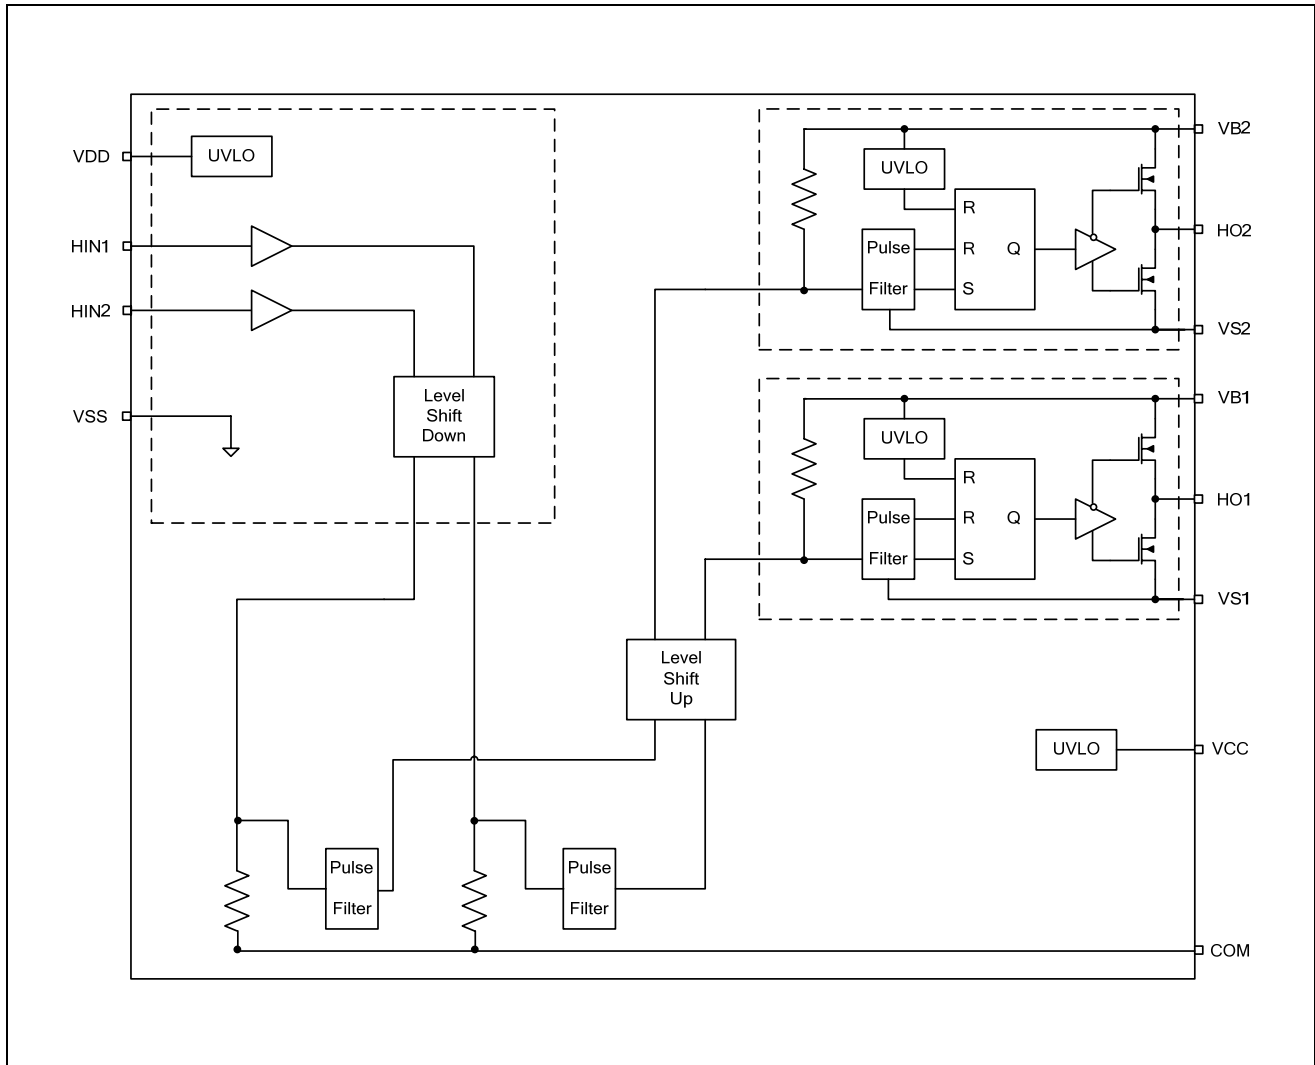 VDD
UVLO
HIN1
HIN2
VSS
Level
Shift
Down
VB2
UVLO
R
Pulse
R
Q
Filter
S
HO2
VS2
VB1
UVLO
R
Pulse
R
Q
Filter
S
HO1
VS1
Level
Shift
Up
UVLO
VCC
Pulse
Filter
Pulse
Filter
COM